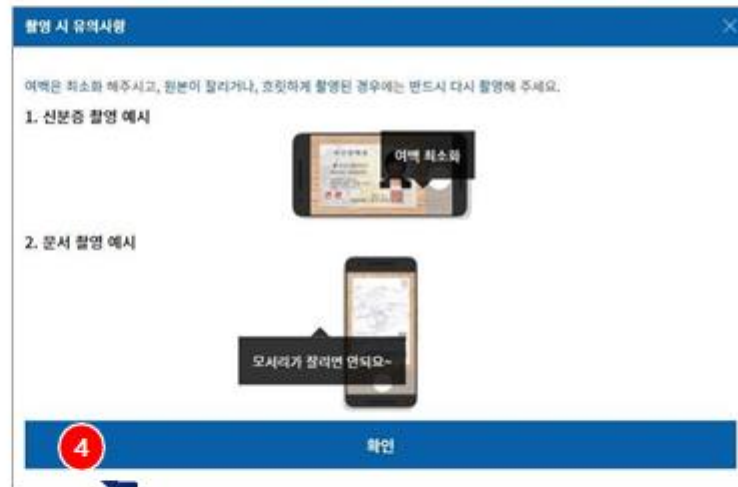 촬영 시 유의사항
여백은 최소화 해주시고, 원본이 잘리거나, 흐릿하게 촬영된 경우에는 반드시 다시 촬영해 주세요.
1. 신분증 촬영 예시
여백 최소화
2. 문서 촬영 예시
모서리가 잘리면 안되요~
4
확인